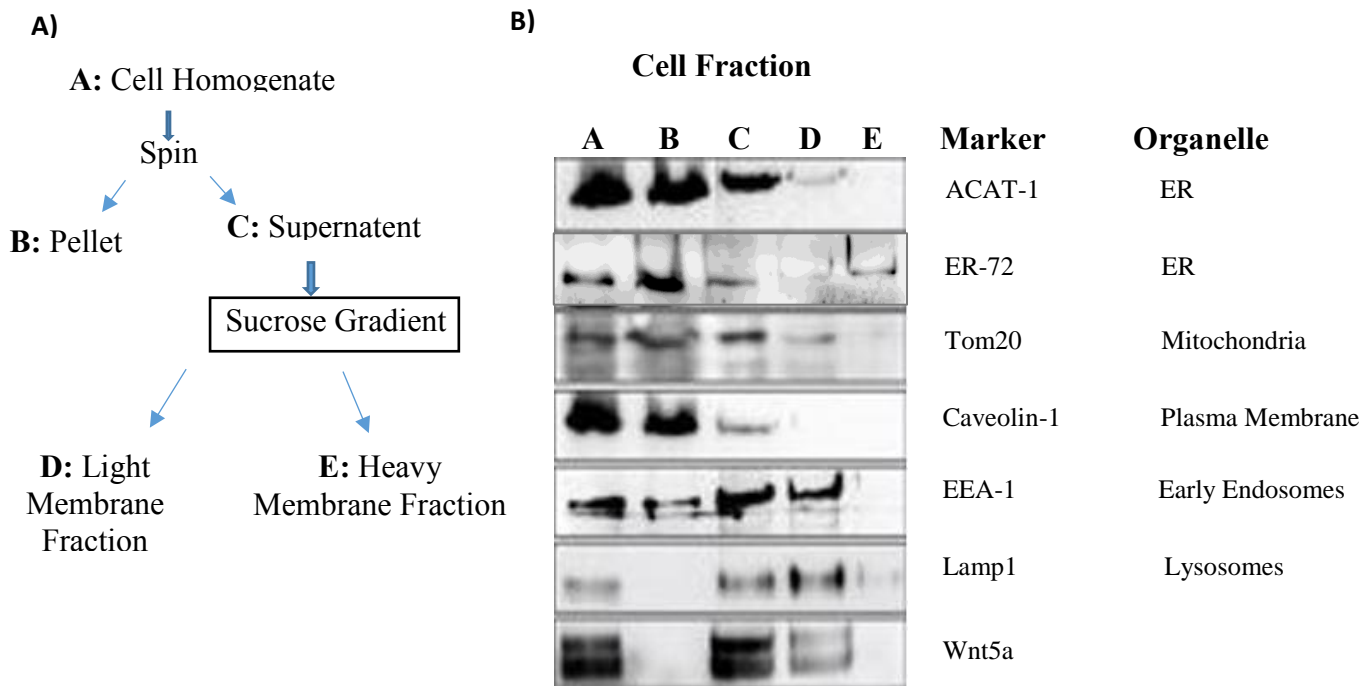 A)
A: Cell Homogenate
Spin
B: Pellet
C: Supernatent
Sucrose Gradient
D: Light
Membrane
Fraction
E: Heavy
Membrane Fraction
B)
Cell Fraction
A B C D E Marker Organelle
ACAT-1 ER
ER-72 ER
Tom20 Mitochondria
Caveolin-1 Plasma Membrane
EEA-1 Early Endosomes
Lamp1 Lysosomes
Wnt5a